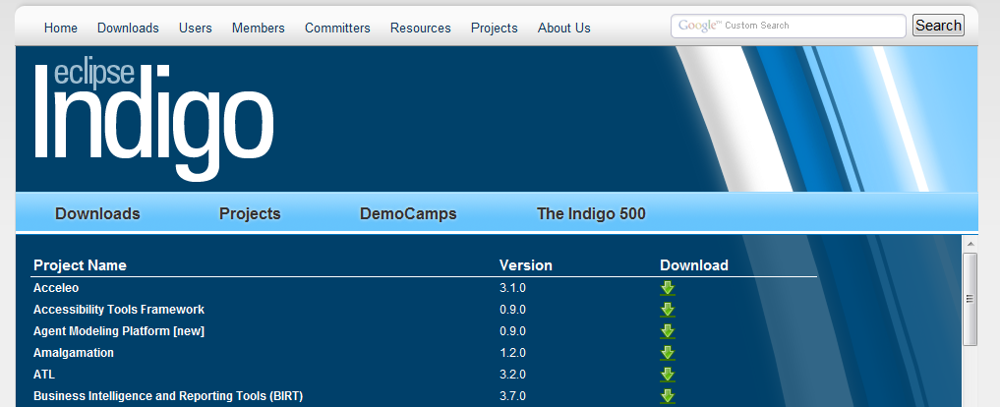 Home Downloads Users Members Committers Resources Projects About Us Google™ Custom Search Search
eclipse
Indigo
Downloads Projects DemoCamps The Indigo 500
Project Name Version Download
Acceleo 3.1.0
Accessibility Tools Framework 0.9.0
Agent Modeling Platform [new] 0.9.0
Amalgamation 1.2.0
ATL 3.2.0
Business Intelligence and Reporting Tools (BIRT) 3.7.0